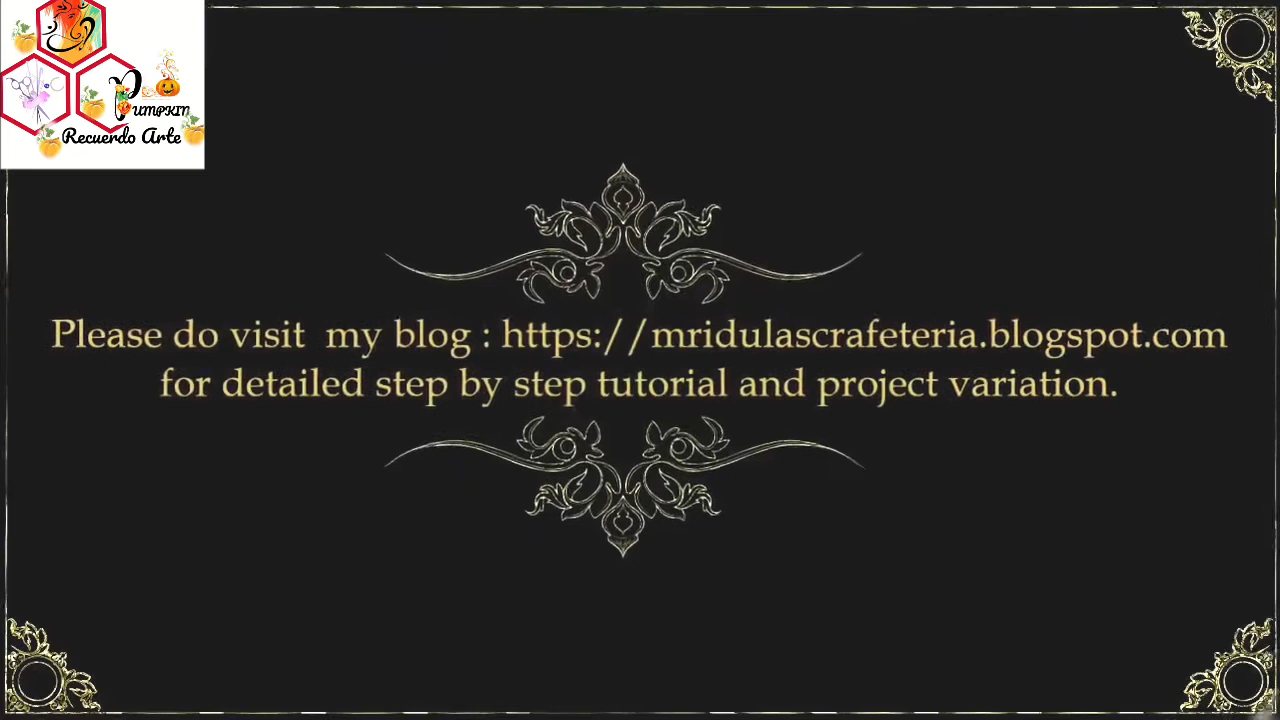 Pumpkin
Recuerdo Arte
Please do visit  my blog : https://mridulascrafeteria.blogspot.com
for detailed step by step tutorial and project variation.